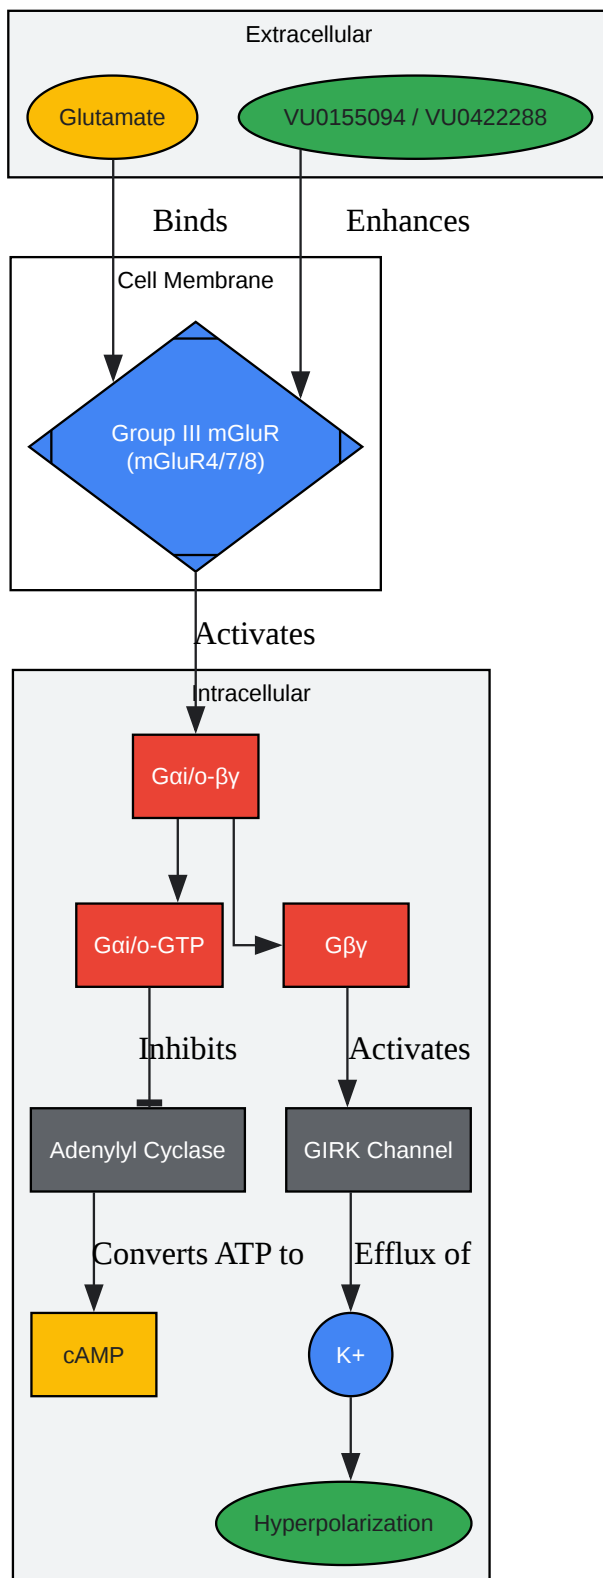 Extracellular
Glutamate
VU0155094 / VU0422288
Binds
Enhances
Cell Membrane
Group III mGluR
(mGluR4/7/8)
Activates
Intracellular
Gαi/o-βγ
Gαi/o-GTP
Gβγ
Inhibits
Activates
Adenylyl Cyclase
GIRK Channel
Converts ATP to
Efflux of
cAMP
K+
Hyperpolarization